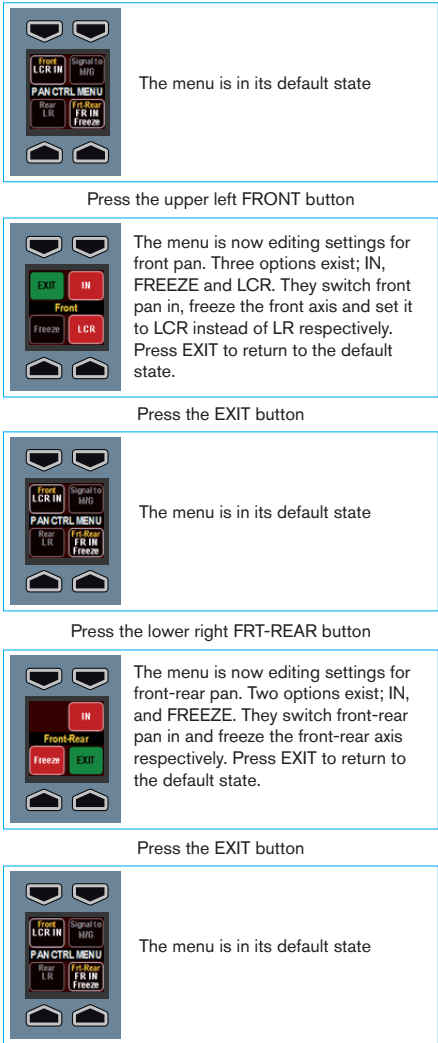 Front Signal to
LCR IN M/G
PAN CTRL MENU
Rear Frt-Rear
LR FR IN
Freeze
The menu is in its default state
Press the upper left FRONT button
EXIT IN
Front
Freeze LCR
The menu is now editing settings for
front pan. Three options exist; IN,
FREEZE and LCR. They switch front
pan in, freeze the front axis and set it
to LCR instead of LR respectively.
Press EXIT to return to the default
state.
Press the EXIT button
Front Signal to
LCR IN M/G
PAN CTRL MENU
Rear Frt-Rear
LR FR IN
Freeze
The menu is in its default state
Press the lower right FRT-REAR button
IN
Front-Rear
Freeze EXIT
The menu is now editing settings for
front-rear pan. Two options exist; IN,
and FREEZE. They switch front-rear
pan in and freeze the front-rear axis
respectively. Press EXIT to return to
the default state.
Press the EXIT button
Front Signal to
LCR IN M/G
PAN CTRL MENU
Rear Frt-Rear
LR FR IN
Freeze
The menu is in its default state